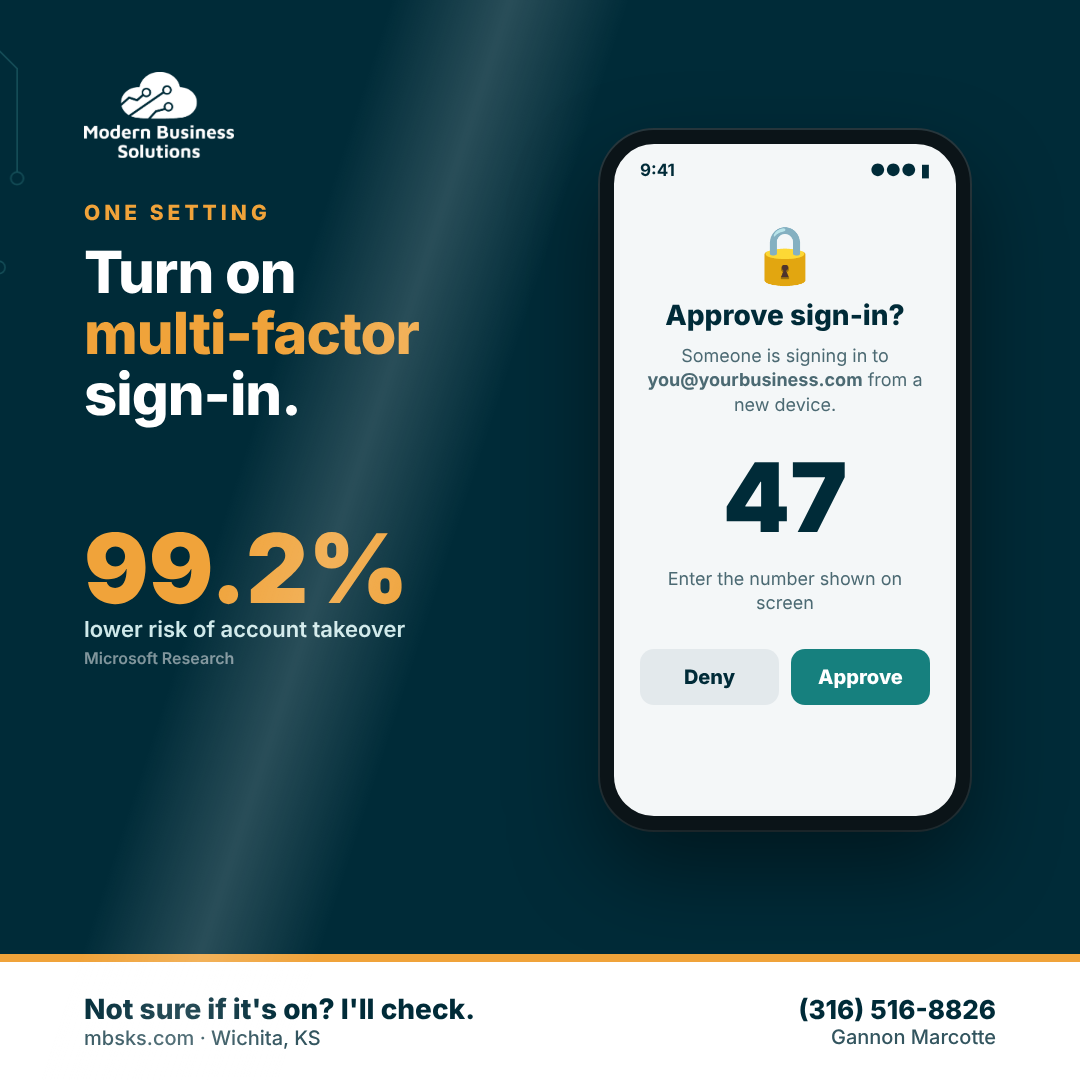 Modern Business
Solutions
ONE SETTING
Turn on
multi-factor
sign-in.
99.2%
lower risk of account takeover
Microsoft Research
9:41
Approve sign-in?
Someone is signing in to
you@yourbusiness.com from a
new device.
47
Enter the number shown on
screen
Deny
Approve
Not sure if it's on? I'll check.
mbsks.com · Wichita, KS
(316) 516-8826
Gannon Marcotte